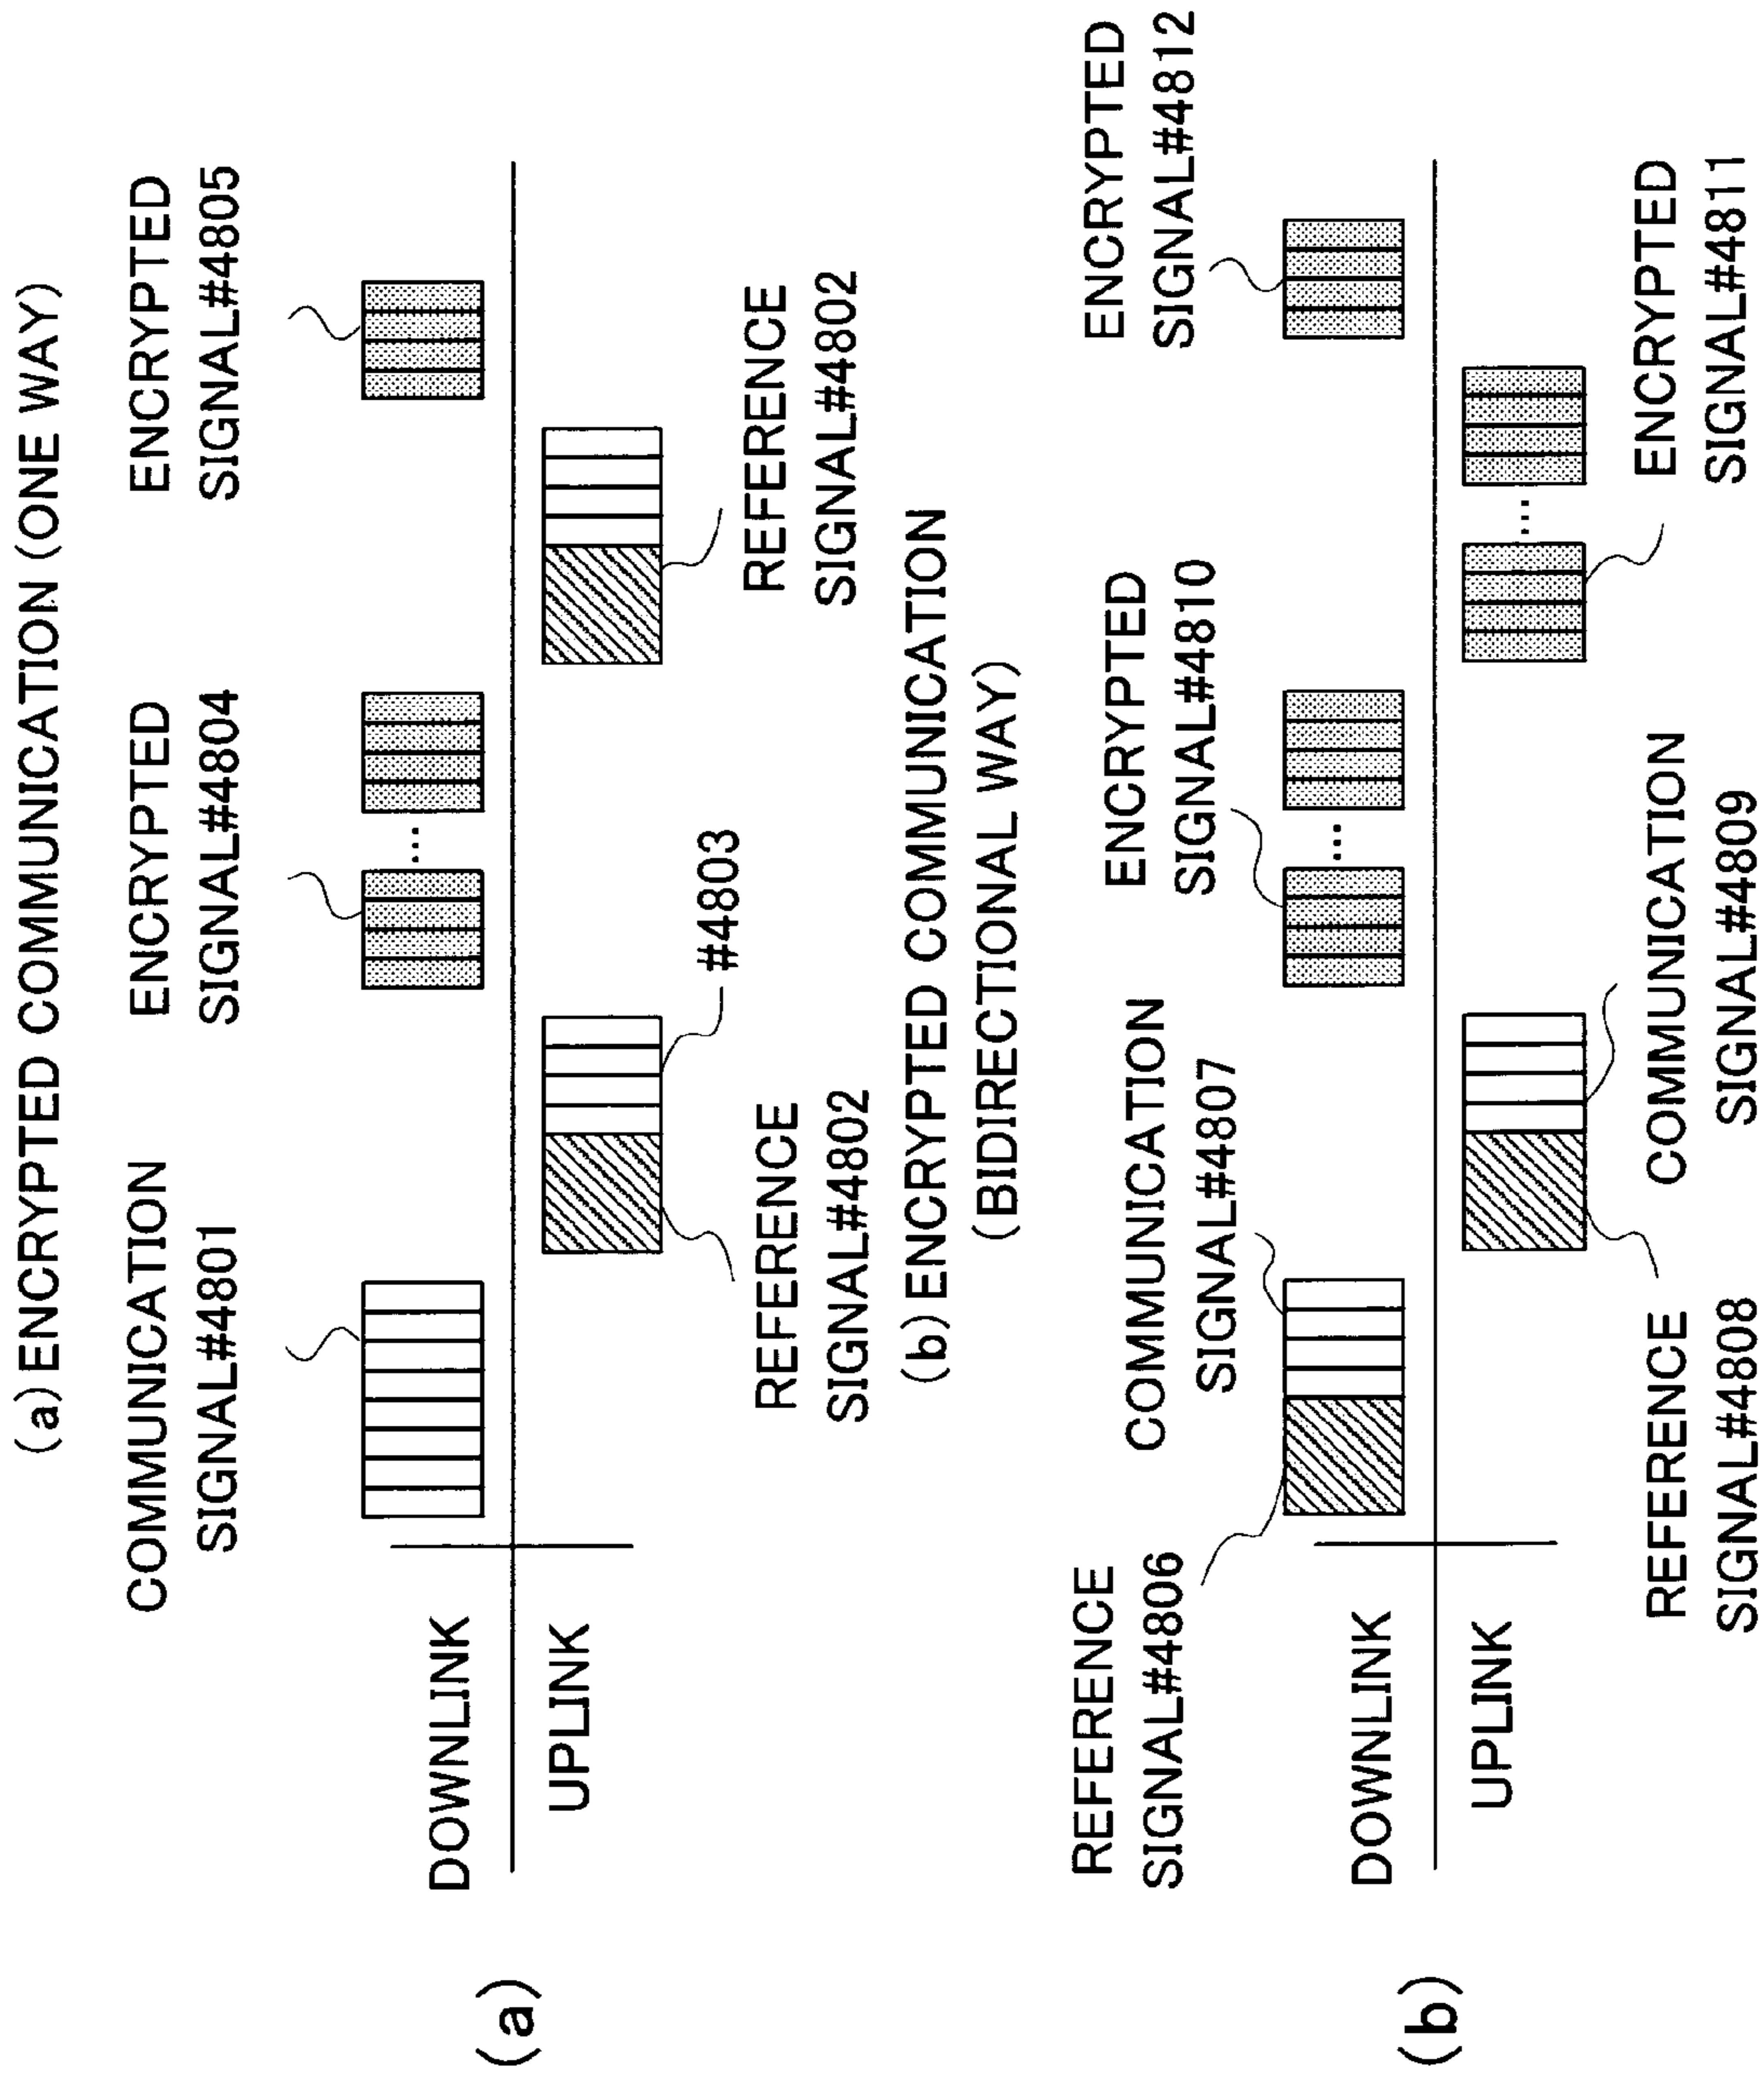 (a) ENCRYPTED COMMUNICATION (ONE WAY)
COMMUNICATION
SIGNAL#4801
ENCRYPTED
SIGNAL#4804
ENCRYPTED
SIGNAL#4805
...
(a)
DOWNLINK
UPLINK
REFERENCE
SIGNAL#4802
#4803
REFERENCE
SIGNAL#4802
(b) ENCRYPTED COMMUNICATION
(BIDIRECTIONAL WAY)
REFERENCE
SIGNAL#4806
COMMUNICATION
SIGNAL#4807
ENCRYPTED
SIGNAL#4810
ENCRYPTED
SIGNAL#4812
...
(b)
DOWNLINK
UPLINK
...
REFERENCE
SIGNAL#4808
COMMUNICATION
SIGNAL#4809
ENCRYPTED
SIGNAL#4811